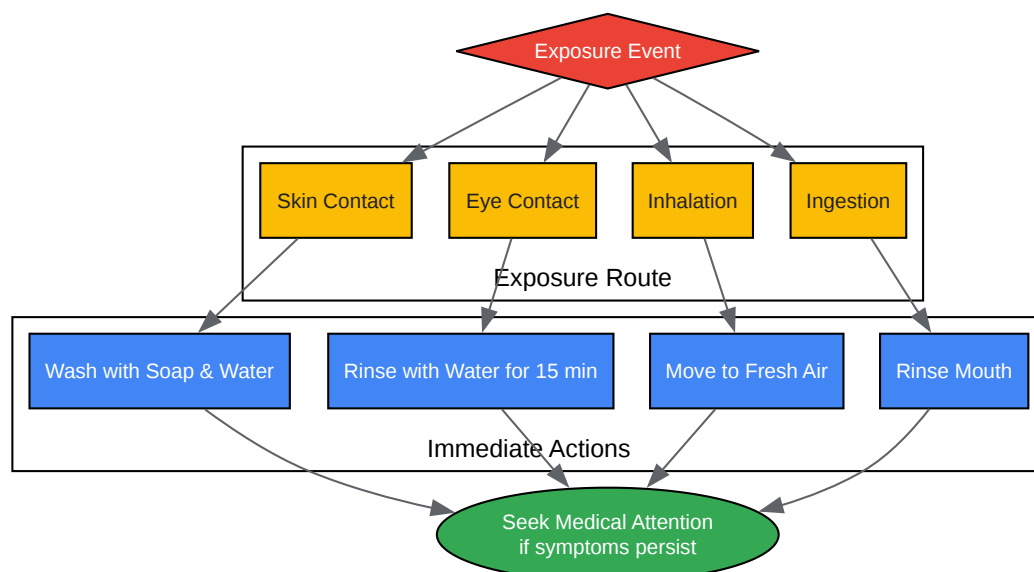 Exposure Event
Skin Contact
Eye Contact
Inhalation
Ingestion
Exposure Route
Wash with Soap & Water
Rinse with Water for 15 min
Move to Fresh Air
Rinse Mouth
Immediate Actions
Seek Medical Attention
if symptoms persist